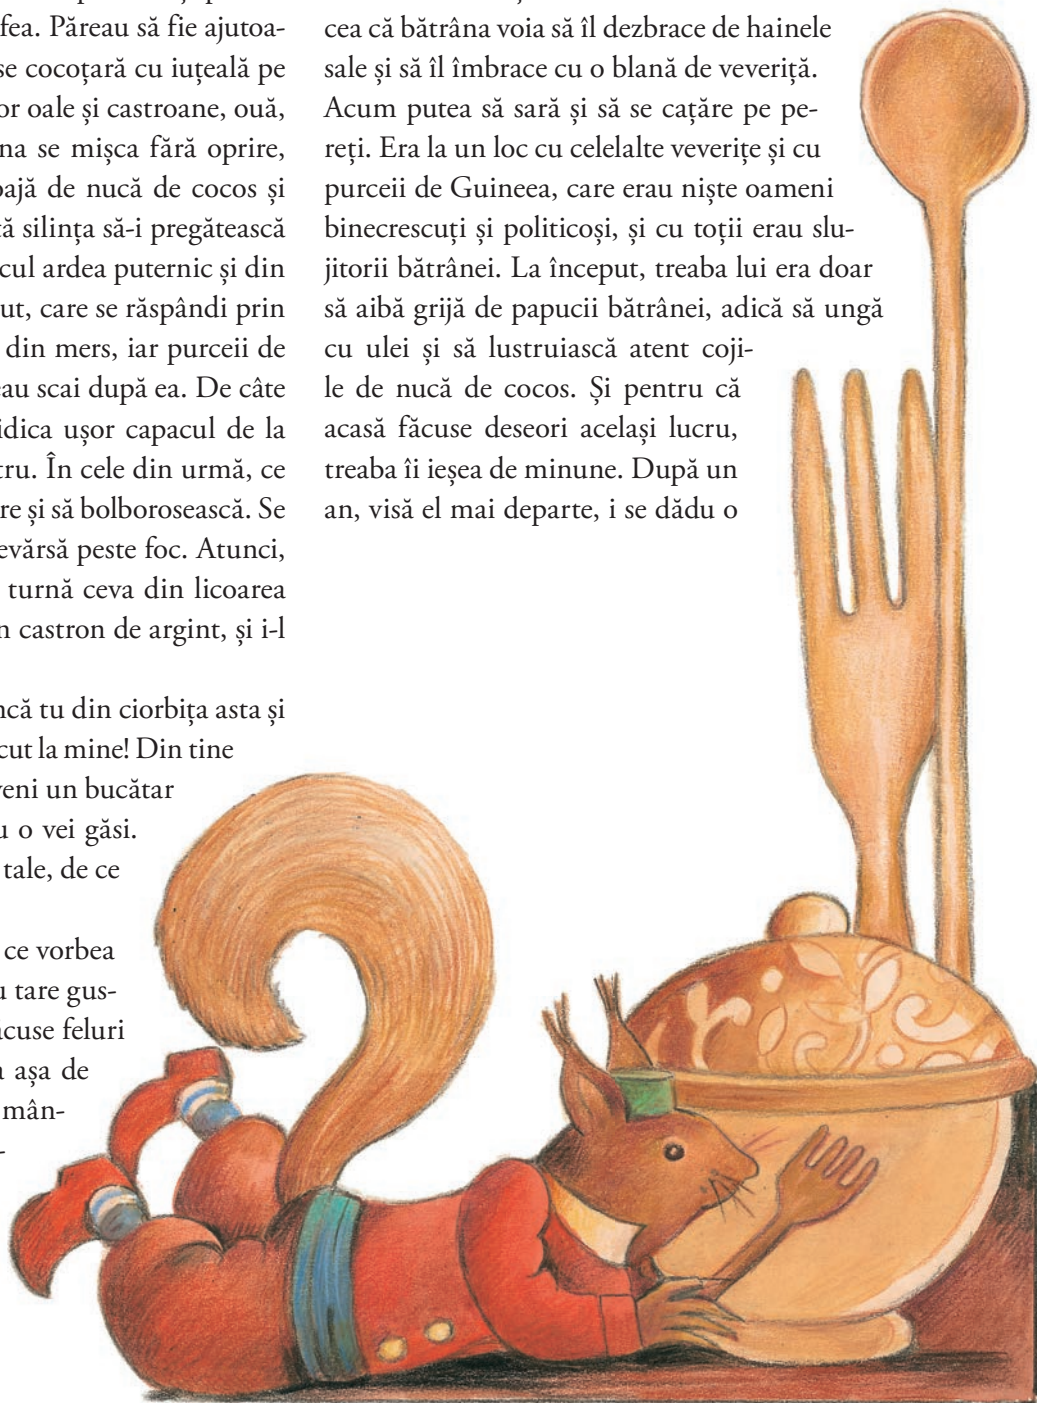 fea. Păreau să fie ajutoa-
se cocoțară cu iuțeală pe
or oale și castroane, ouă,
na se mișca fără oprire,
oajă de nucă de cocos și
tă silința să-i pregătească
cul ardea puternic și din
ut, care se răspândi prin
din mers, iar purceii de
eau scai după ea. De câte
idica ușor capacul de la
tru. În cele din urmă, ce
re și să bolborosească. Se
evărsă peste foc. Atunci,
turnă ceva din licoarea
n castron de argint, și i-l
ncă tu din ciorbița asta și
cut la mine! Din tine
veni un bucătar
u o vei găsi.
tale, de ce
ce vorbea
u tare gus-
ăcuse feluri
a așa de
mân-
-
cea că bătrâna voia să îl dezbrace de hainele
sale și să îl îmbrace cu o blană de veveriță.
Acum putea să sară și să se cațăre pe pe-
reți. Era la un loc cu celelalte veverițe și cu
purceii de Guineea, care erau niște oameni
binecrescuți și politicoși, și cu toții erau slu-
jitorii bătrânei. La început, treaba lui era doar
să aibă grijă de papucii bătrânei, adică să ungă
cu ulei și să lustruiască atent coji-
le de nucă de cocos. Și pentru că
acasă făcuse deseori același lucru,
treaba îi ieșea de minune. După un
an, visă el mai departe, i se dădu o